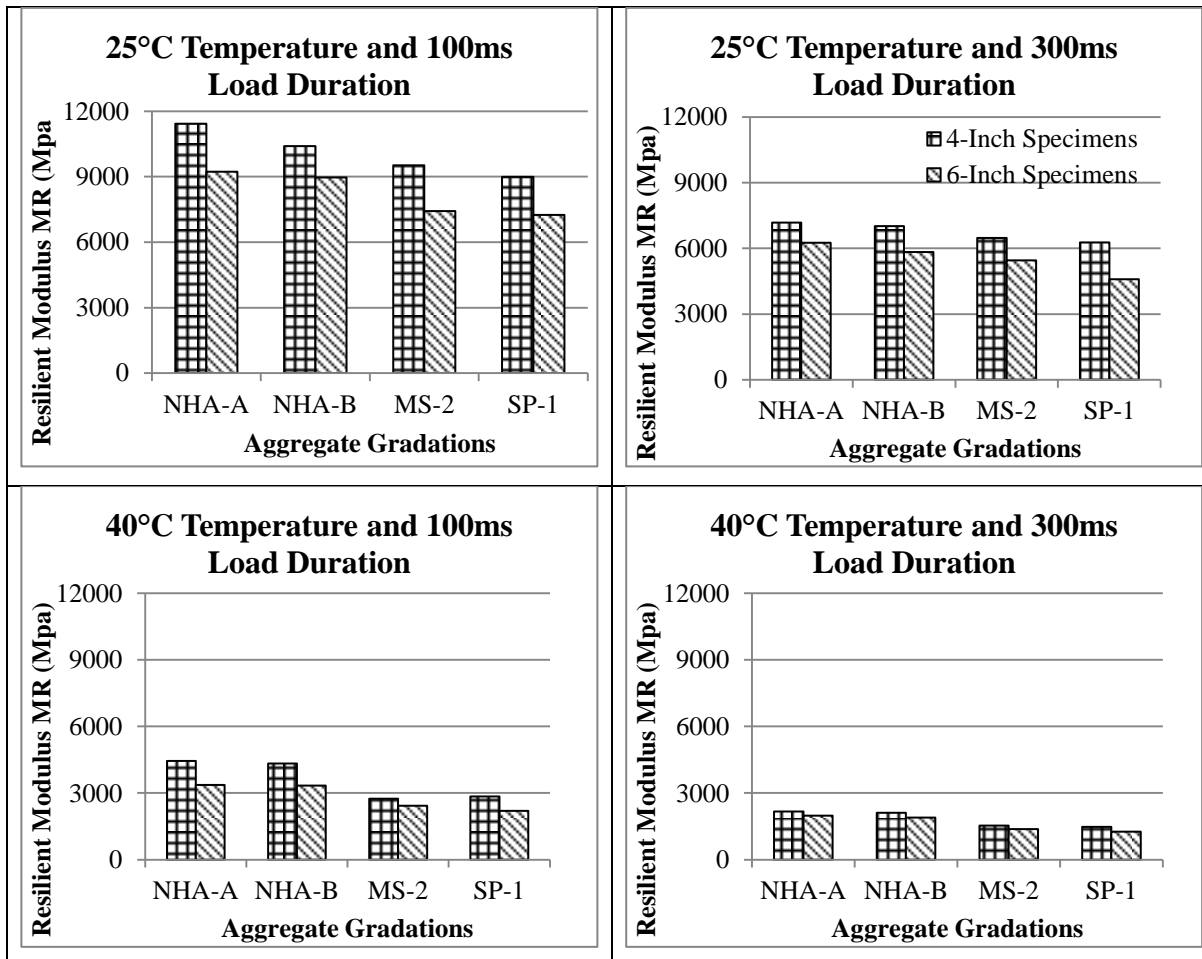 25°C Temperature and 100ms
Load Duration
Resilient Modulus MR (Mpa
12000
9000
6000
3000
0
NHA-A NHA-B MS-2 SP-1
Aggregate Gradations
25°C Temperature and 300ms
Load Duration
Resilient Modulus MR (Mpa)
12000
9000
6000
3000
0
4-Inch Specimens
6-Inch Specimens
NHA-A NHA-B MS-2 SP-1
Aggregate Gradations
40°C Temperature and 100ms
Load Duration
Resilient Modulus MR (Mpa)
12000
9000
6000
3000
0
NHA-A NHA-B MS-2 SP-1
Aggregate Gradations
40°C Temperature and 300ms
Load Duration
Resilient Modulus MR (Mpa)
12000
9000
6000
3000
0
NHA-A NHA-B MS-2 SP-1
Aggregate Gradations